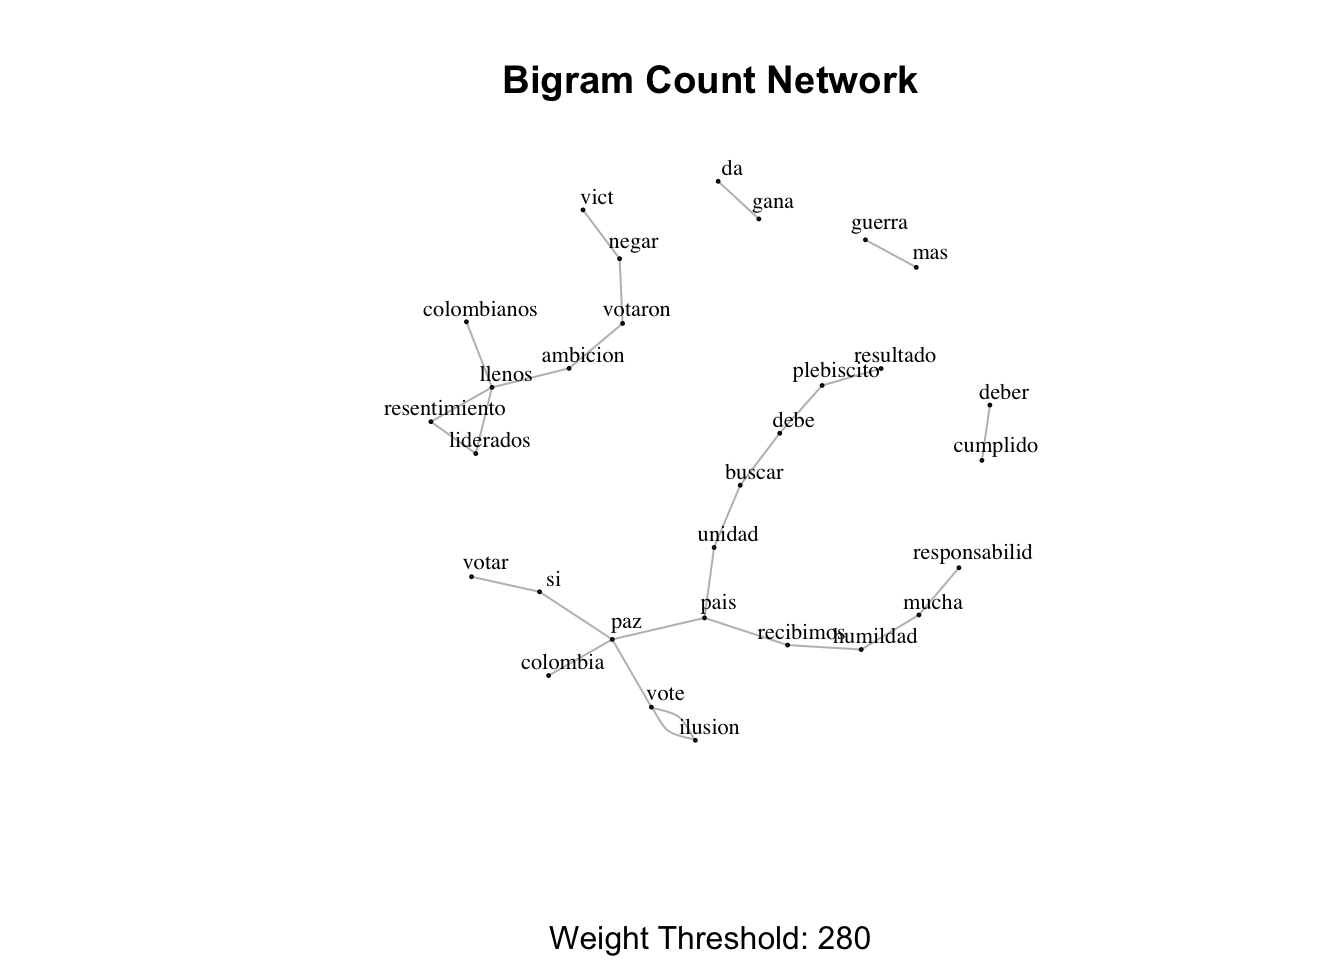 Bigram Count Network
da
vict
gana
guerra
negar
mas
colombianos
votaron
ambicion
resultado
plebiscito
llenos
deber
resentimiento
debe
liderados
cumplido
buscar
unidad
responsabilid
votar
si
pais
mucha
paz
recibimos
humildad
colombia
vote
ilusion
Weight Threshold: 280